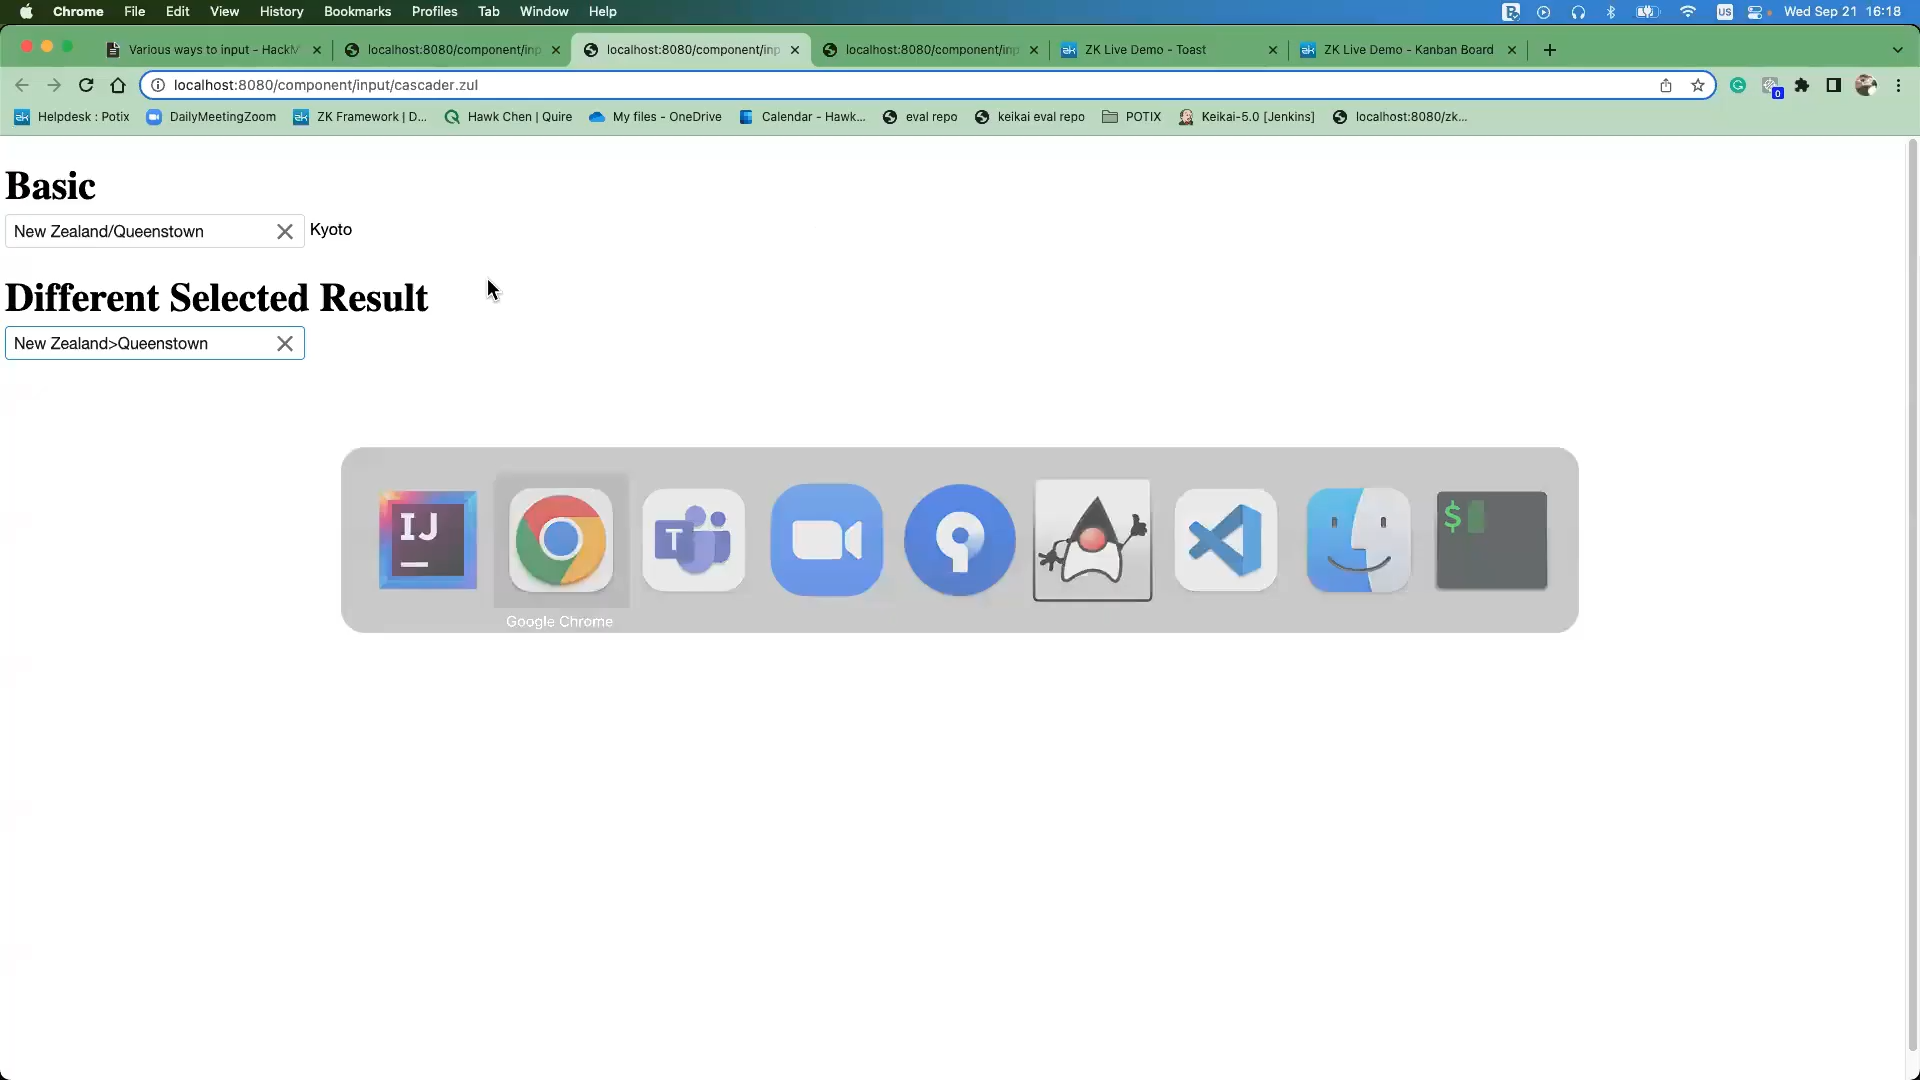 Chrome File Edit View History Bookmarks Profiles Tab Window Help US Wed Sep 21 16:18
Various ways to input - HackM localhost:8080/component/inp localhost:8080/component/inp localhost:8080/component/inp ZK Live Demo - Toast ZK Live Demo - Kanban Board
localhost:8080/component/input/cascader.zul 0
Helpdesk : Potix DailyMeetingZoom ZK Framework | D... Hawk Chen | Quire My files - OneDrive Calendar - Hawk... eval repo keikai eval repo POTIX Keikai-5.0 [Jenkins] localhost:8080/zk...
Basic
New Zealand/Queenstown Kyoto
Different Selected Result
New Zealand>Queenstown
IJ T $
Google Chrome